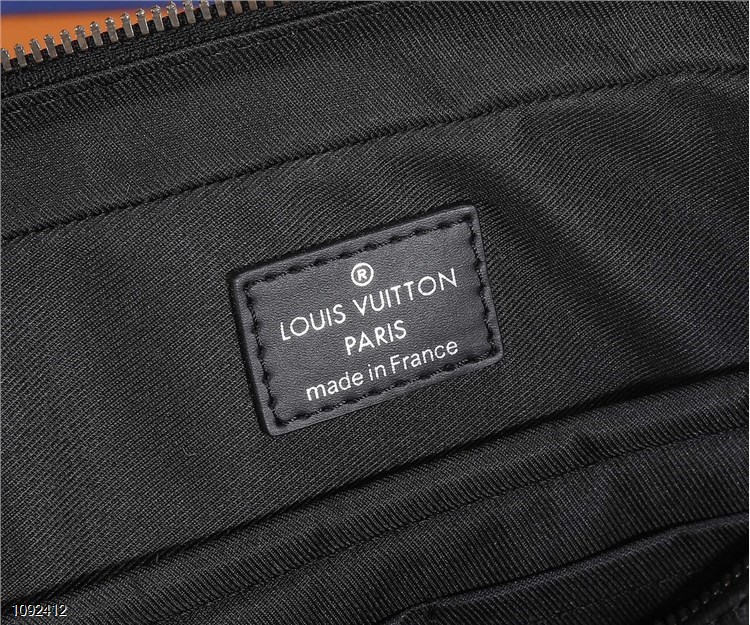 ®
LOUIS VUITTON
PARIS
made in France
1092412